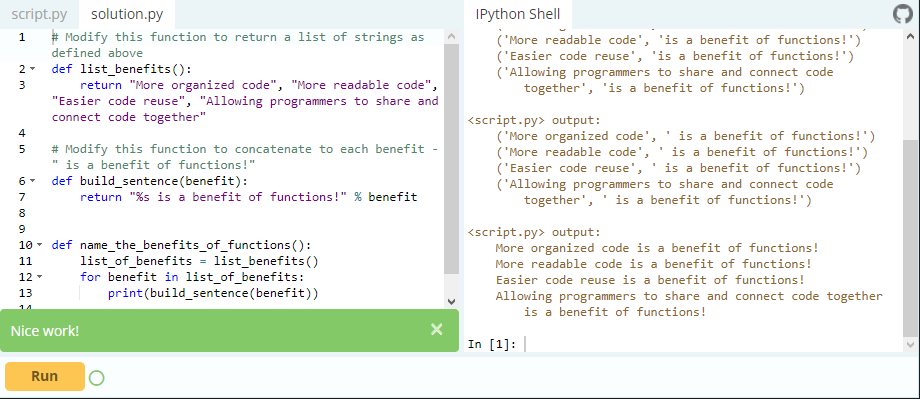 script.py
solution.py
1 # Modify this function to return a list of strings as
defined above
2 def list_benefits():
3 return "More organized code", "More readable code",
"Easier code reuse", "Allowing programmers to share and
connect code together"
4
5 # Modify this function to concatenate to each benefit -
" is a benefit of functions!"
6 def build_sentence(benefit):
7 return "%s is a benefit of functions!" % benefit
8
9
10 def name_the_benefits_of_functions():
11 list_of_benefits = list_benefits()
12 for benefit in list_of_benefits:
13 print(build_sentence(benefit))
14
Nice work!
Run
IPython Shell
('More readable code', 'is a benefit of functions!')
('Easier code reuse', 'is a benefit of functions!')
('Allowing programmers to share and connect code
together', 'is a benefit of functions!')
<script.py> output:
('More organized code', ' is a benefit of functions!')
('More readable code', ' is a benefit of functions!')
('Easier code reuse', ' is a benefit of functions!')
('Allowing programmers to share and connect code
together', ' is a benefit of functions!')
<script.py> output:
More organized code is a benefit of functions!
More readable code is a benefit of functions!
Easier code reuse is a benefit of functions!
Allowing programmers to share and connect code together
is a benefit of functions!
In [1]: